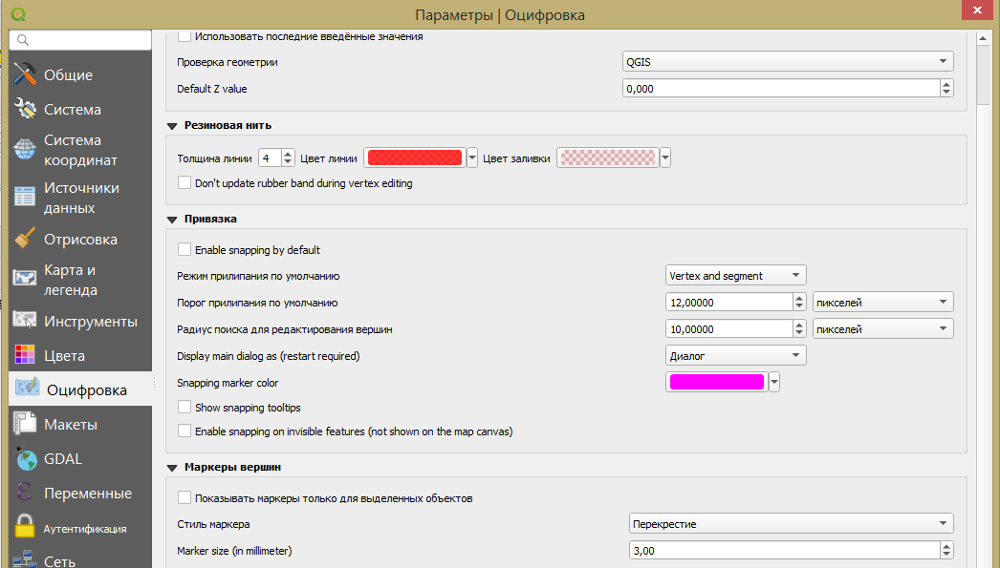 Параметры | Оцифровка
Общие
Система
Система
координат
Источники
данных
Отрисовка
Карта и
легенда
Инструменты
Цвета
Оцифровка
Макеты
GDAL
Переменные
Аутентификация
Сеть
Использовать последние введённые значения
Проверка геометрии QGIS
Default Z value 0,000
Резиновая нить
Толщина линии 4 Цвет линии Цвет заливки
Don't update rubber band during vertex editing
Привязка
Enable snapping by default
Режим прилипания по умолчанию Vertex and segment
Порог прилипания по умолчанию 12,00000 пикселей
Радиус поиска для редактирования вершин 10,00000 пикселей
Display main dialog as (restart required) Диалог
Snapping marker color
Show snapping tooltips
Enable snapping on invisible features (not shown on the map canvas)
Маркеры вершин
Показывать маркеры только для выделенных объектов
Стиль маркера Перекрестие
Marker size (in millimeter) 3,00